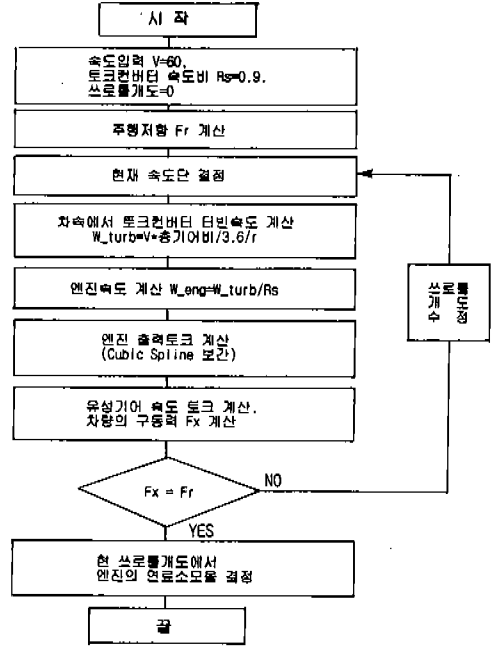 시 작
속도입력 V=60,
토크컨버터 속도비 Rs=0.9.
쓰로틀개도=0
주행저항 Fr 계산
현재 속도단 결정
차속에서 토크컨버터 터빈속도 계산
W_turb=V*총기어비/3.6/r
엔진속도 계산 W_eng=W_turb/Rs
쓰로틀
개 도
수 정
엔진 출력토크 계산
(Cubic Spline 보간)
유성기어 속도 토크 계산.
차량의 구동력 Fx 계산
Fx = Fr
NO
YES
현 쓰로틀개도에서
엔진의 연료소모율 결정
끝